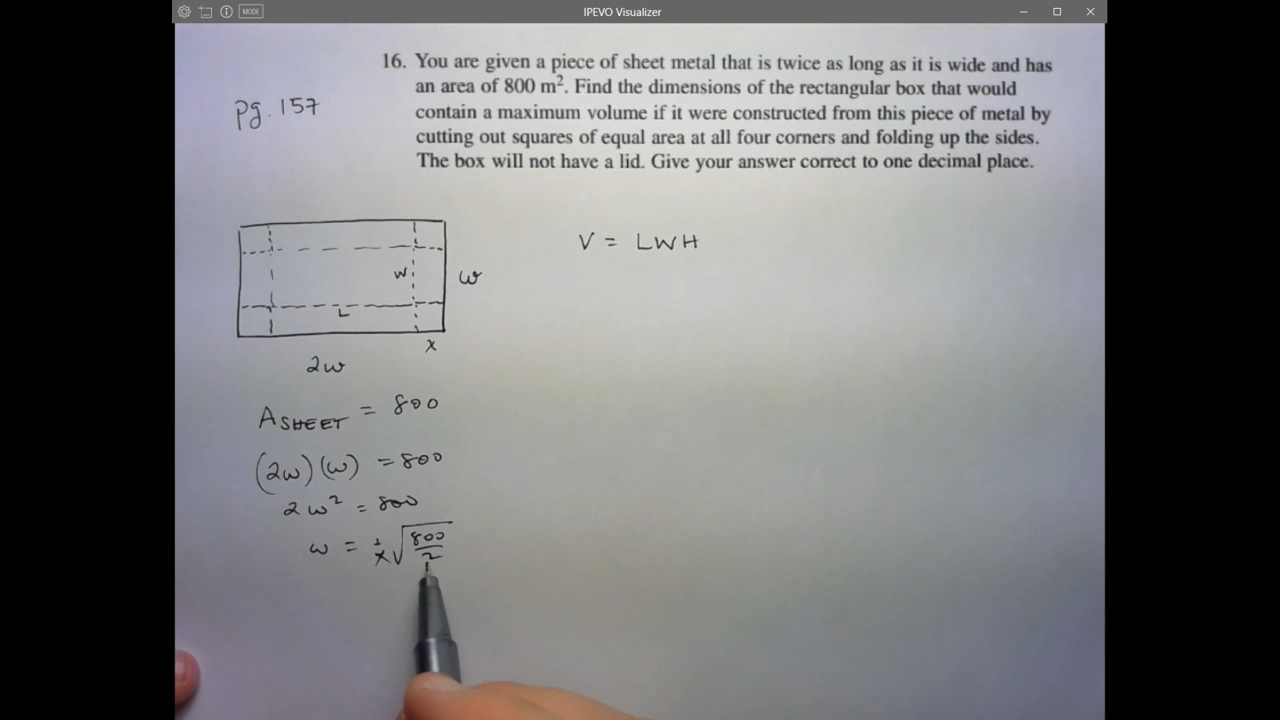 MODE
IPEVO Visualizer
16. You are given a piece of sheet metal that is twice as long as it is wide and has
an area of 800 m². Find the dimensions of the rectangular box that would
contain a maximum volume if it were constructed from this piece of metal by
cutting out squares of equal area at all four corners and folding up the sides.
The box will not have a lid. Give your answer correct to one decimal place.
pg. 157
V = LWH
W
w
L
x
2w
A SHEET = 800
(2w)(w) = 800
2w² = 800
w = ± √800/2